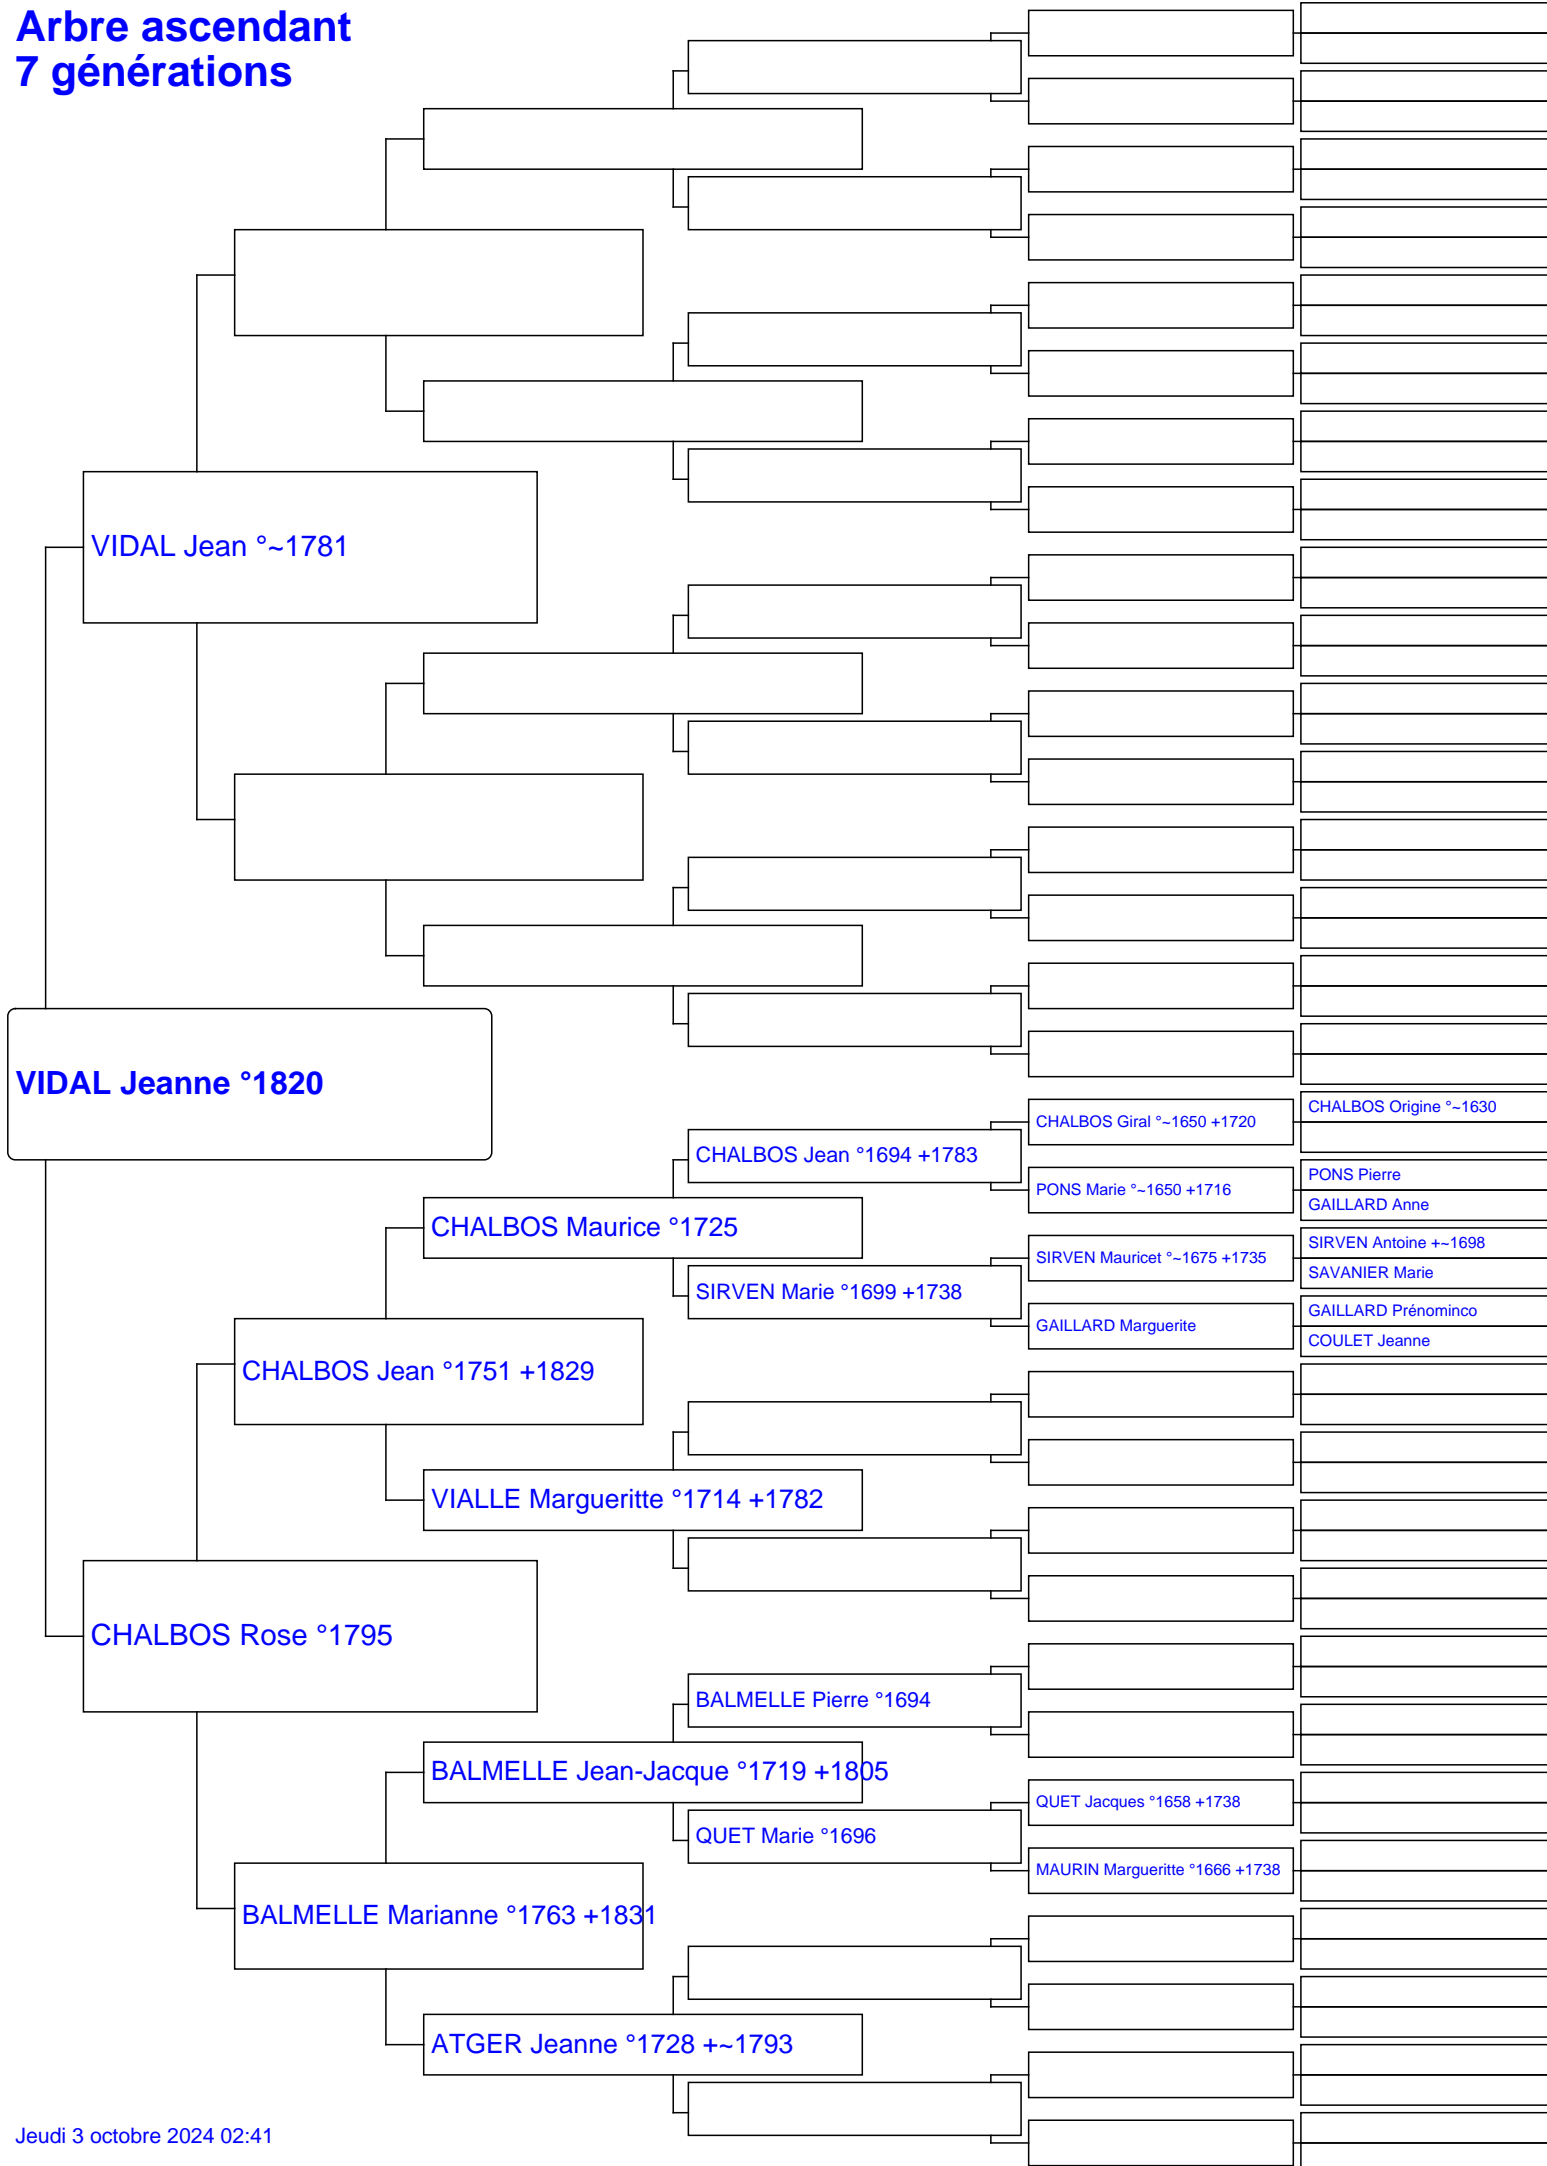 Arbre ascendant
7 générations
VIDAL Jean °~1781
VIDAL Jeanne °1820
CHALBOS Origine °~1630
CHALBOS Giral °~1650 +1720
CHALBOS Jean °1694 +1783
PONS Pierre
PONS Marie °~1650 +1716
GAILLARD Anne
CHALBOS Maurice °1725
SIRVEN Antoine +~1698
SIRVEN Mauricet °~1675 +1735
SAVANIER Marie
SIRVEN Marie °1699 +1738
GAILLARD Prénominco
GAILLARD Marguerite
COULET Jeanne
CHALBOS Jean °1751 +1829
VIALLE Margueritte °1714 +1782
CHALBOS Rose °1795
BALMELLE Pierre °1694
BALMELLE Jean-Jacque °1719 +1805
QUET Jacques °1658 +1738
QUET Marie °1696
MAURIN Margueritte °1666 +1738
BALMELLE Marianne °1763 +1831
ATGER Jeanne °1728 +~1793
Jeudi 3 octobre 2024 02:41